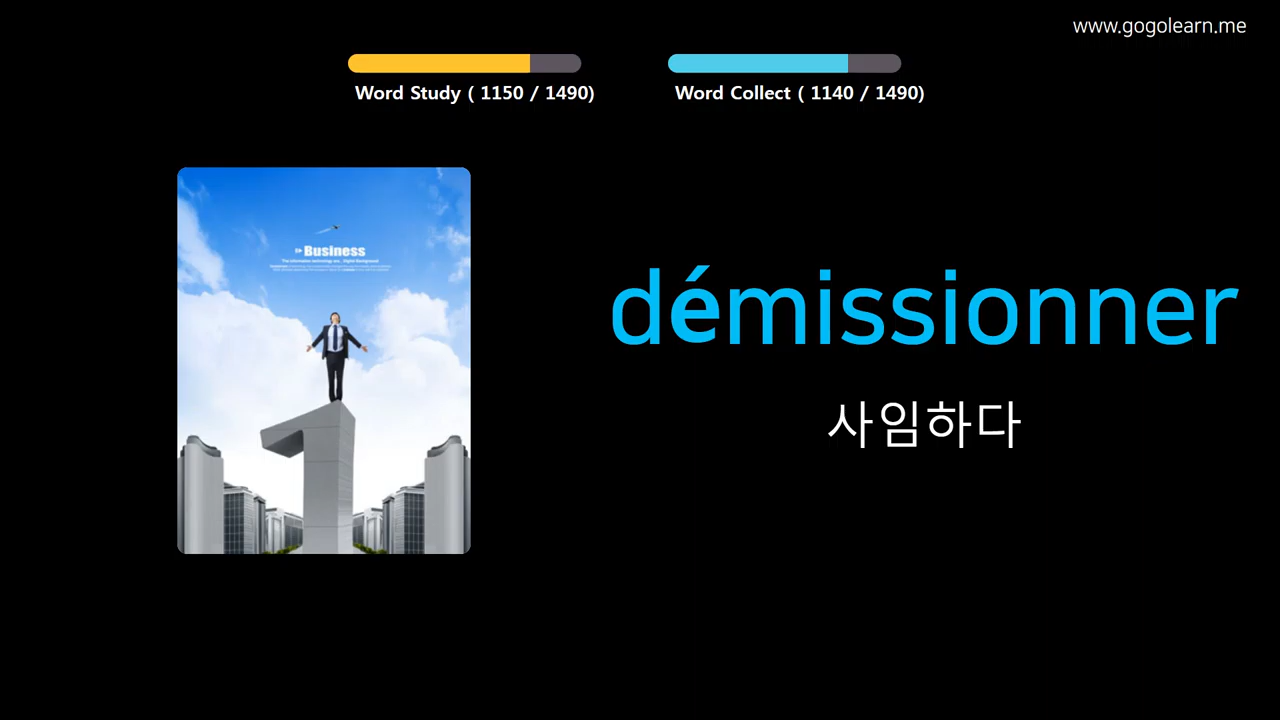 www.gogolearn.me
Word Study ( 1150 / 1490)
Word Collect ( 1140 / 1490)
Business
démissionner
사임하다